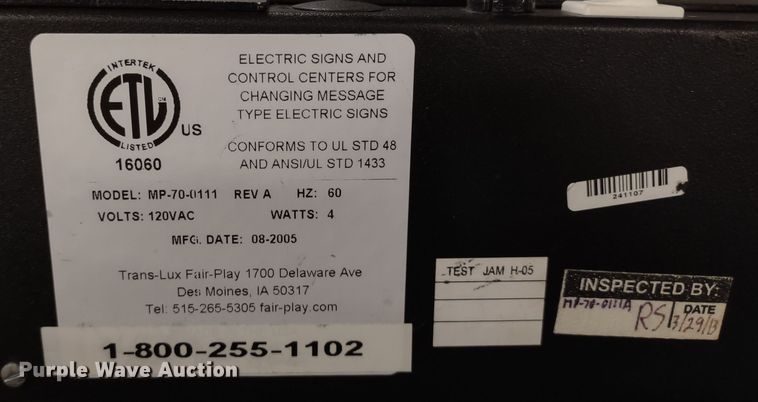 INTERTEK
ETL
CM
LISTED
US
16060
ELECTRIC SIGNS AND
CONTROL CENTERS FOR
CHANGING MESSAGE
TYPE ELECTRIC SIGNS
CONFORMS TO UL STD 48
AND ANSI/UL STD 1433
MODEL: MP-70-0111 REV A HZ: 60
VOLTS: 120VAC WATTS: 4
MFG. DATE: 08-2005
Trans-Lux Fair-Play 1700 Delaware Ave
Des Moines, IA 50317
Tel: 515-265-5305 fair-play.com
1-800-255-1102
241107
TEST JAM H-05
INSPECTED BY:
MP-70-0111A
RS
DATE
3/29/13
Purple Wave Auction